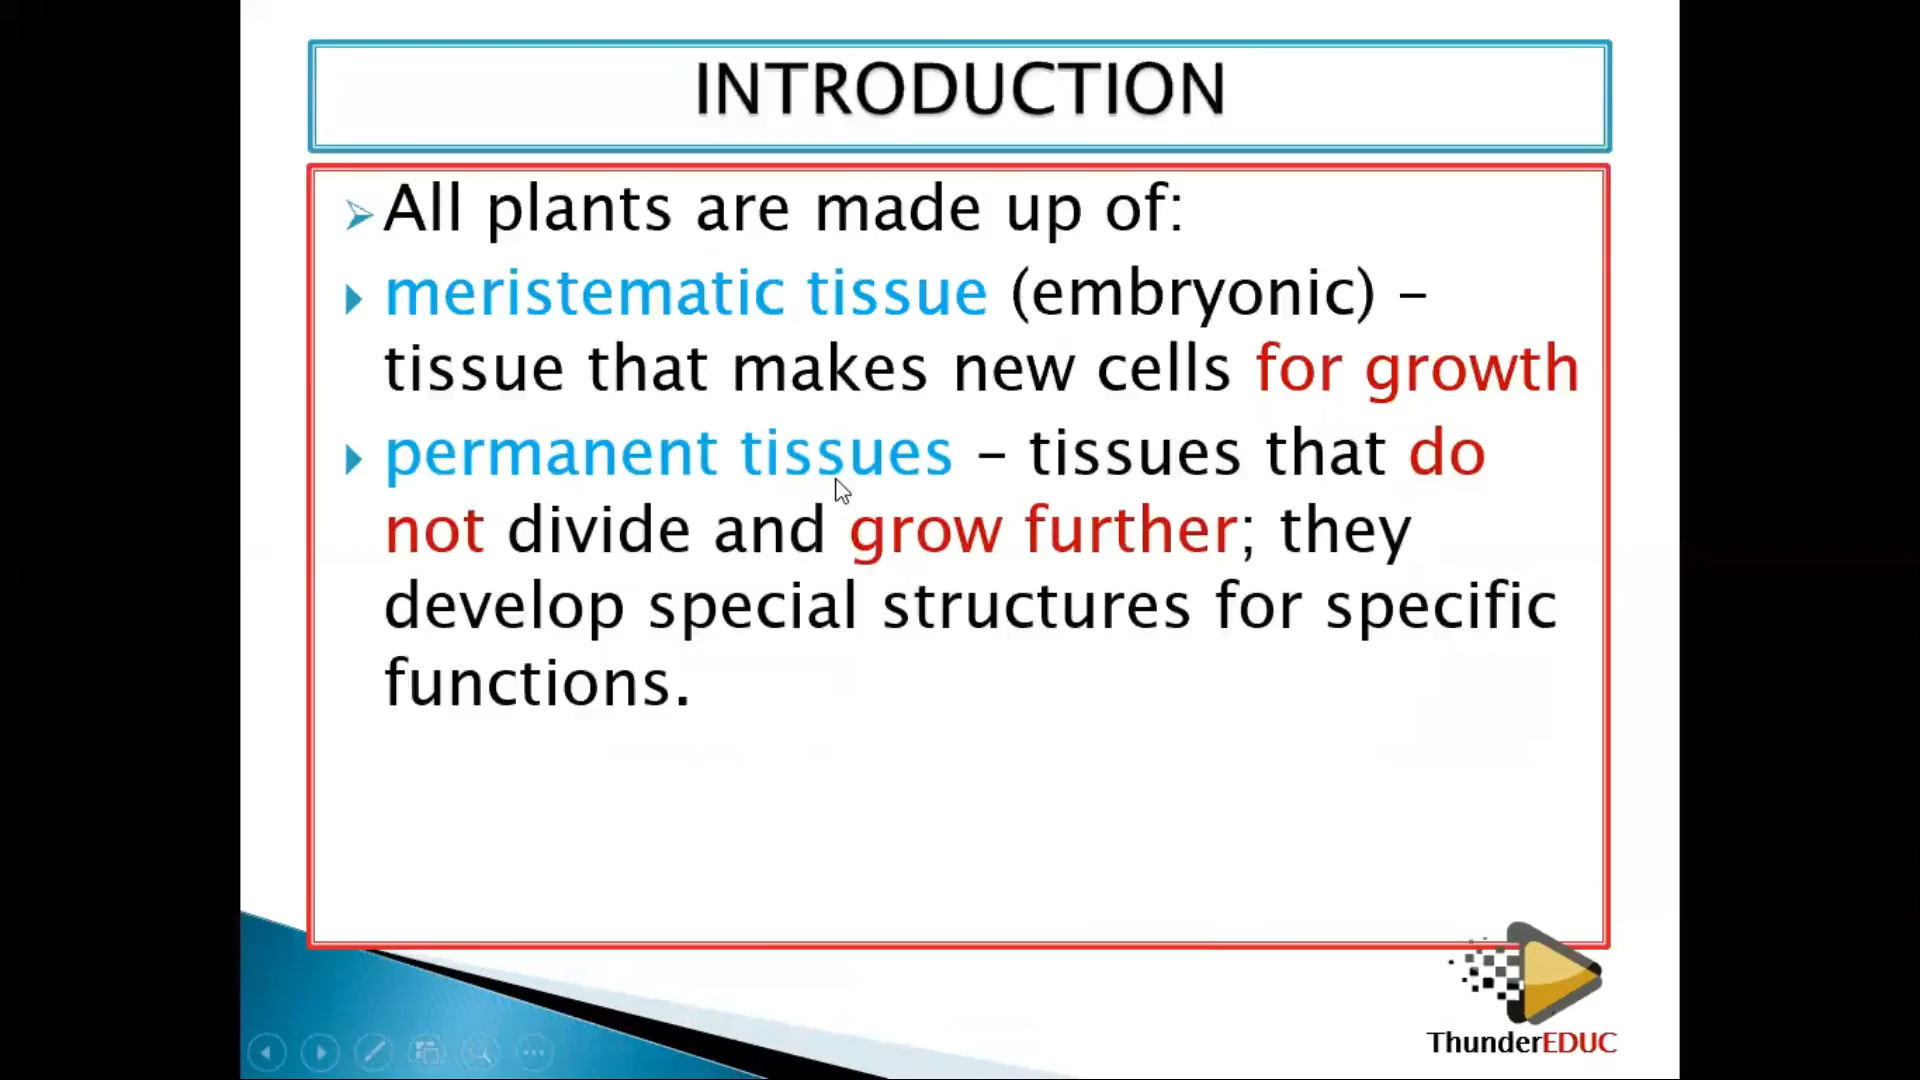 INTRODUCTION
All plants are made up of:
meristematic tissue (embryonic) –
tissue that makes new cells for growth
permanent tissues – tissues that do
not divide and grow further; they
develop special structures for specific
functions.
ThunderEDUC